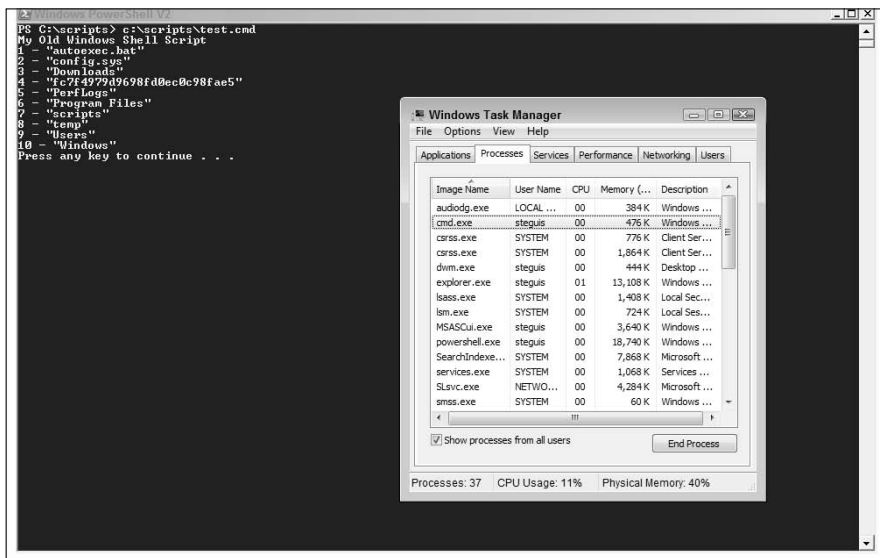 Windows PowerShell V2
PS C:\scripts> c:\scripts\test.cmd
My Old Windows Shell Script
1 - "autoexec.bat"
2 - "config.sys"
3 - "Downloads"
4 - "fc7f4979d9698fd0ec0c98fae5"
5 - "PerfLogs"
6 - "Program Files"
7 - "scripts"
8 - "temp"
9 - "Users"
10 - "Windows"
Press any key to continue . . .
Windows Task Manager
File Options View Help
Applications Processes Services Performance Networking Users
Image Name User Name CPU Memory (... Description
audiodg.exe LOCAL ... 00 384 K Windows ...
cmd.exe steguis 00 476 K Windows ...
csrss.exe SYSTEM 00 776 K Client Ser...
csrss.exe SYSTEM 00 1,864 K Client Ser...
dwm.exe steguis 00 444 K Desktop ...
explorer.exe steguis 01 13,108 K Windows ...
lsass.exe SYSTEM 00 1,408 K Local Sec...
lsm.exe SYSTEM 00 724 K Local Ses...
MSASCui.exe steguis 00 3,640 K Windows ...
powershell.exe steguis 00 18,740 K Windows ...
SearchIndexe... SYSTEM 00 7,868 K Microsoft ...
services.exe SYSTEM 00 1,068 K Services ...
SLsvc.exe NETWO... 00 4,284 K Microsoft ...
smss.exe SYSTEM 00 60 K Windows ...
Show processes from all users End Process
Processes: 37 CPU Usage: 11% Physical Memory: 40%